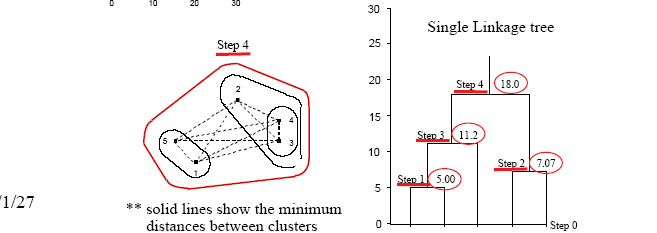 0 10 20 30
Step 4
2
4
5
3
1
/1/27
** solid lines show the minimum
distances between clusters
Single Linkage tree
30
25
20
15
10
5
0
Step 4 18.0
Step 3 11.2
Step 2 7.07
Step 1 5.00
Step 0